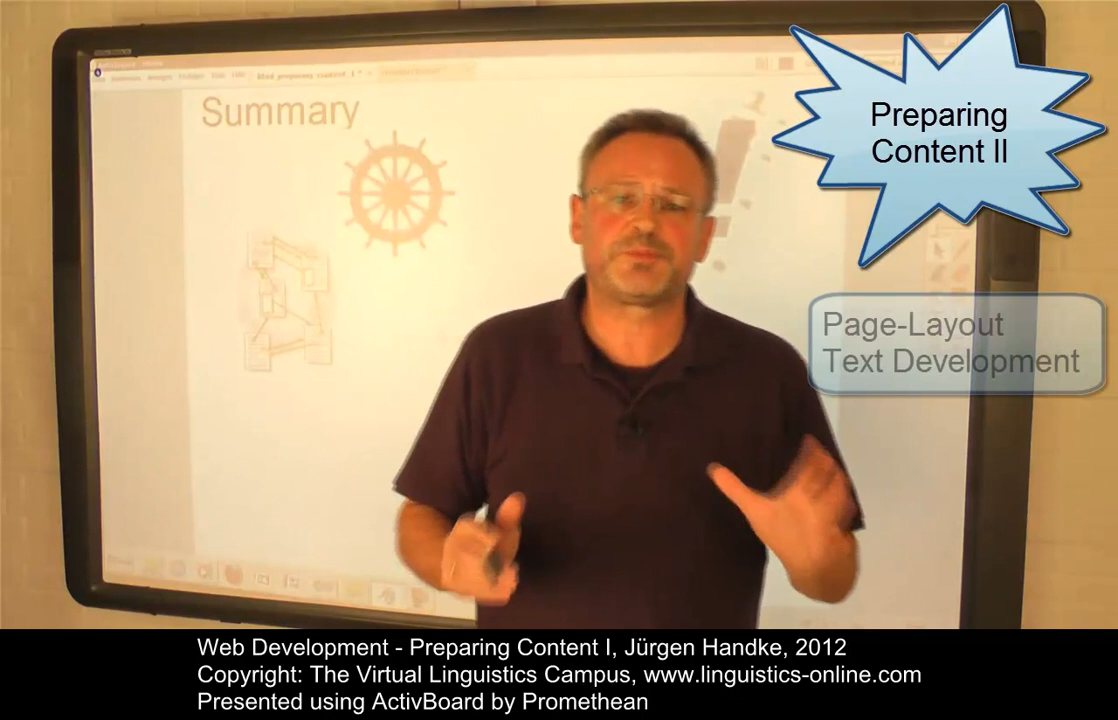 Summary
Preparing
Content II
Page-Layout
Text Development
Web Development - Preparing Content I, Jürgen Handke, 2012
Copyright: The Virtual Linguistics Campus, www.linguistics-online.com
Presented using ActivBoard by Promethean